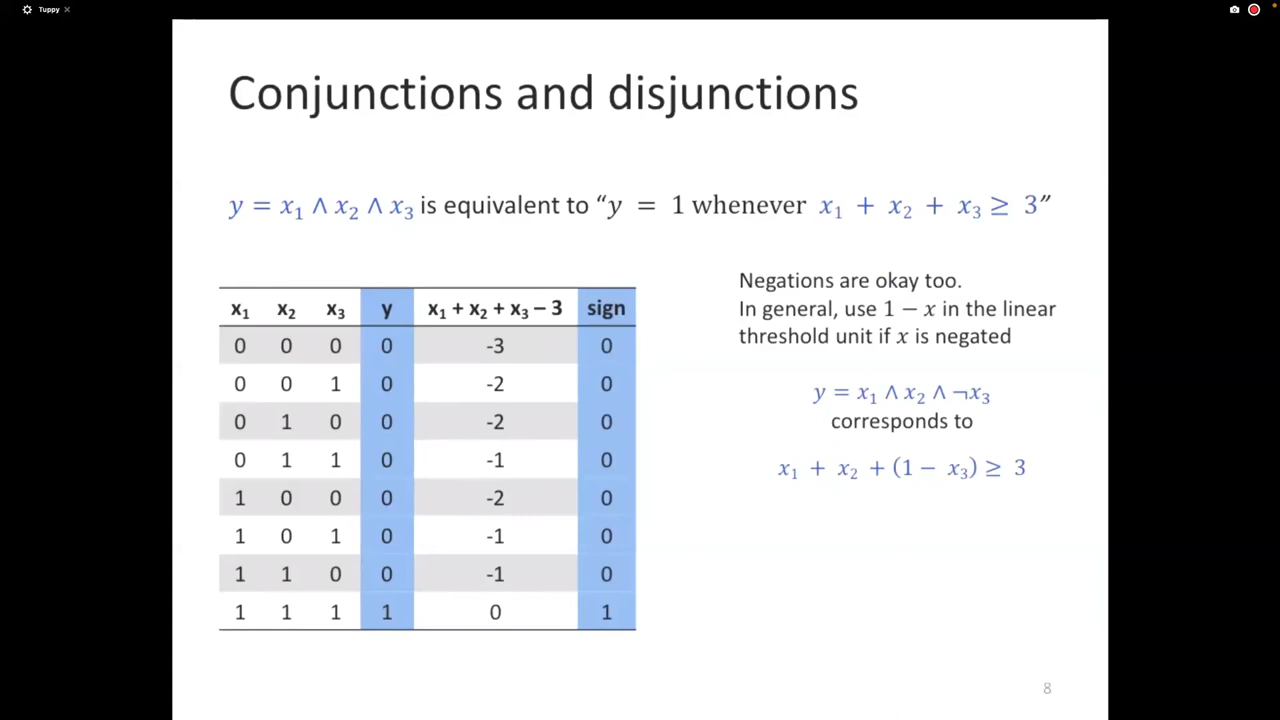 Tuppy ×
Conjunctions and disjunctions
y = x₁ ∧ x₂ ∧ x₃ is equivalent to “y = 1 whenever x₁ + x₂ + x₃ ≥ 3”
x₁ x₂ x₃ y x₁ + x₂ + x₃ – 3 sign
0 0 0 0 -3 0
0 0 1 0 -2 0
0 1 0 0 -2 0
0 1 1 0 -1 0
1 0 0 0 -2 0
1 0 1 0 -1 0
1 1 0 0 -1 0
1 1 1 1 0 1
Negations are okay too.
In general, use 1 − x in the linear
threshold unit if x is negated
y = x₁ ∧ x₂ ∧ ¬x₃
corresponds to
x₁ + x₂ + (1 − x₃) ≥ 3
8